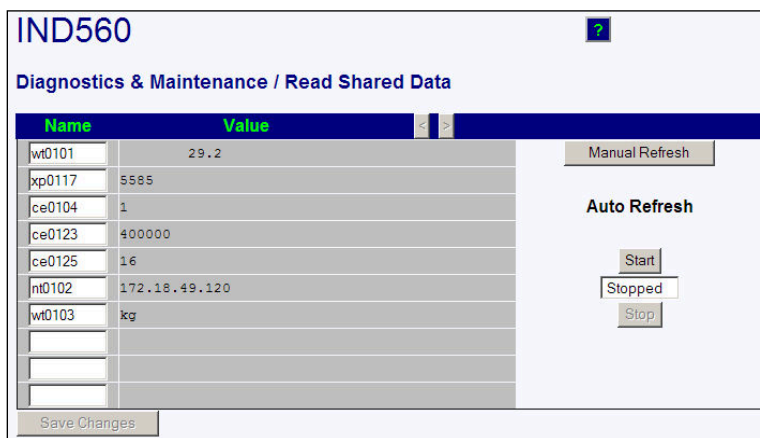 IND560 ?
Diagnostics & Maintenance / Read Shared Data
Name Value < >
wt0101 29.2 Manual Refresh
xp0117 5585
ce0104 1 Auto Refresh
ce0123 400000
ce0125 16 Start
nt0102 172.18.49.120 Stopped
wt0103 kg Stop
Save Changes